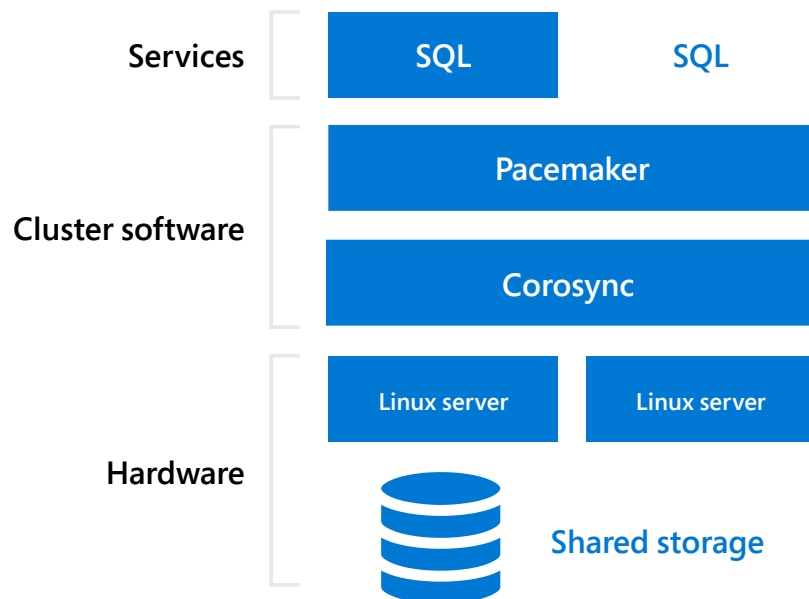 Services
SQL
SQL
Pacemaker
Cluster software
Corosync
Linux server
Linux server
Hardware
Shared storage